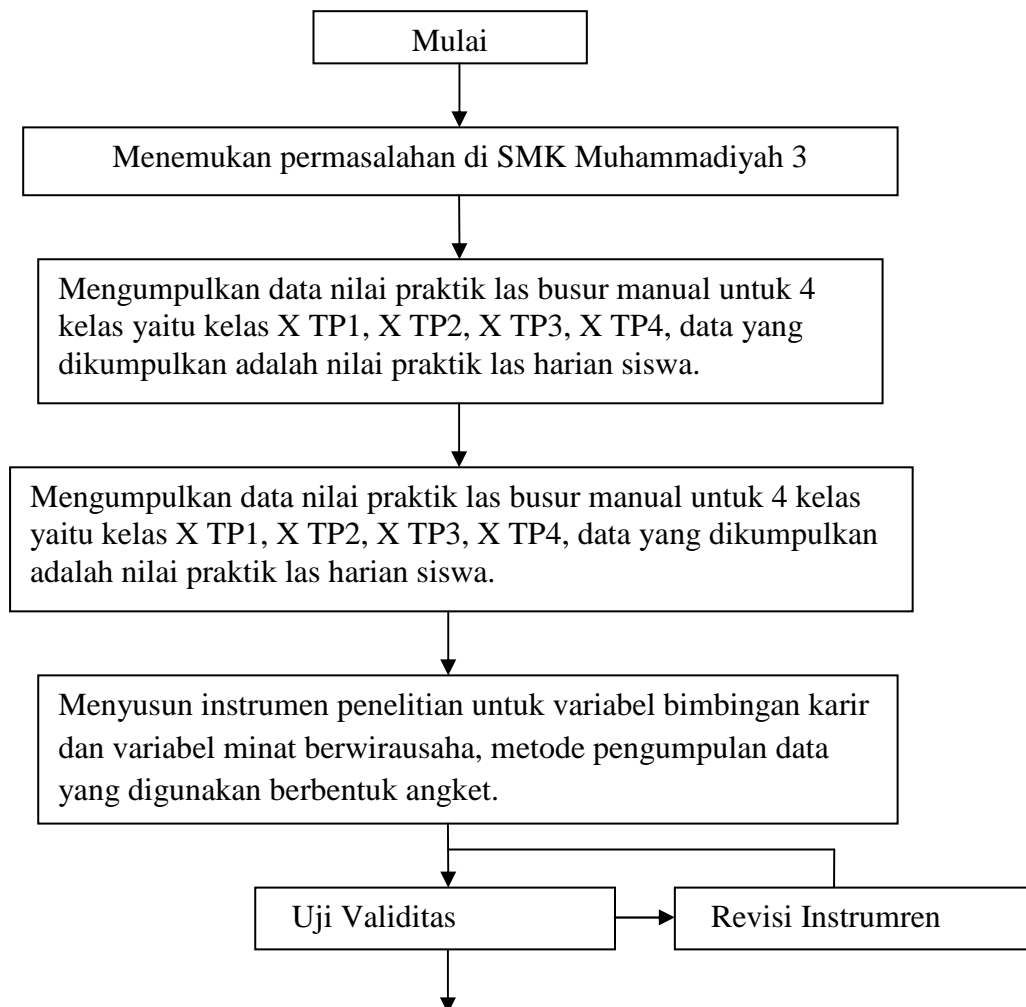 Mulai
Menemukan permasalahan di SMK Muhammadiyah 3
Mengumpulkan data nilai praktik las busur manual untuk 4
kelas yaitu kelas X TP1, X TP2, X TP3, X TP4, data yang
dikumpulkan adalah nilai praktik las harian siswa.
Mengumpulkan data nilai praktik las busur manual untuk 4 kelas
yaitu kelas X TP1, X TP2, X TP3, X TP4, data yang dikumpulkan
adalah nilai praktik las harian siswa.
Menyusun instrumen penelitian untuk variabel bimbingan karir
dan variabel minat berwirausaha, metode pengumpulan data
yang digunakan berbentuk angket.
Uji Validitas
Revisi Instrumren